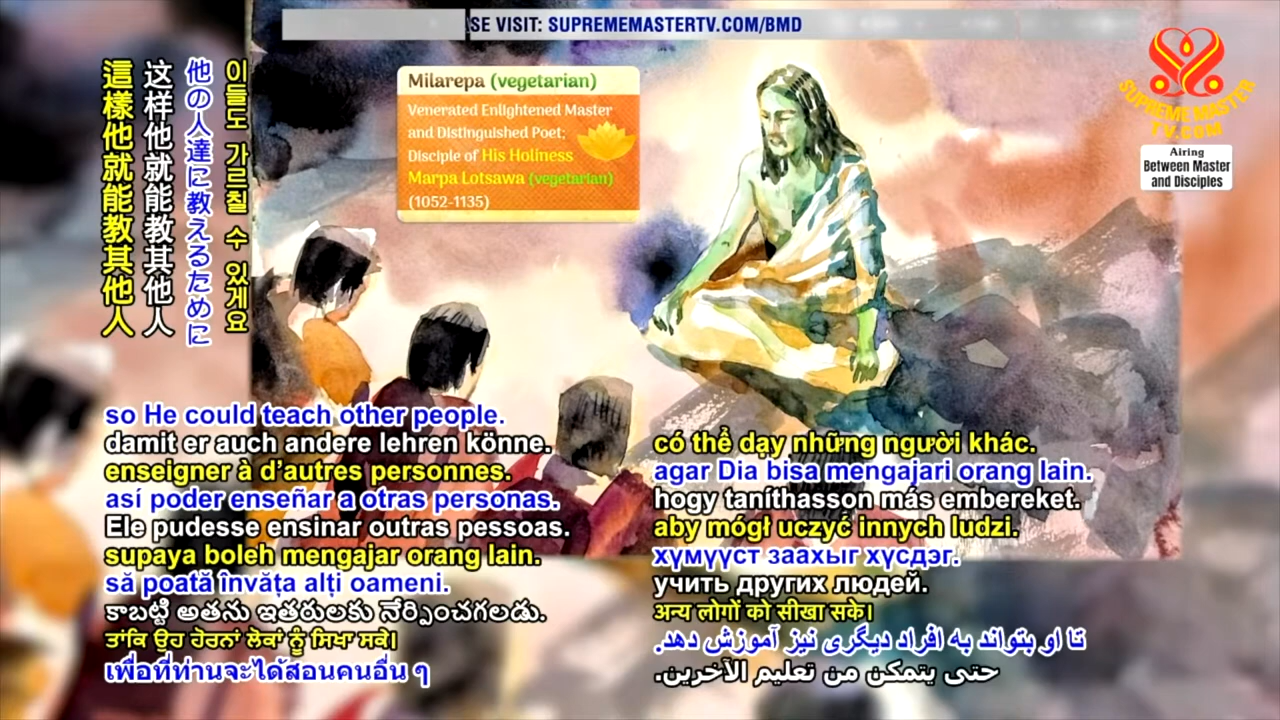 SE VISIT: SUPREMEMASTERTV.COM/BMD
SUPREME MASTER
TV.COM
Airing
Between Master
and Disciples
Milarepa (vegetarian)
Venerated Enlightened Master
and Distinguished Poet;
Disciple of His Holiness
Marpa Lotsawa (vegetarian)
(1052-1135)
이들도 가르칠 수 있게요
他の人達に教えるために
这样他就能教其他人
這樣他就能教其他人
so He could teach other people.
damit er auch andere lehren könne.
enseigner à d’autres personnes.
así poder enseñar a otras personas.
Ele pudesse ensinar outras pessoas.
supaya boleh mengajar orang lain.
să poată învăța alți oameni.
కాబట్టి అతను ఇతరులకు నేర్పించగలడు.
ਤਾਂਕਿ ਉਹ ਹੋਰਨਾਂ ਲੋਕਾਂ ਨੂੰ ਸਿਖਾ ਸਕੇ।
เพื่อที่ท่านจะได้สอนคนอื่น ๆ
có thể dạy những người khác.
agar Dia bisa mengajari orang lain.
hogy taníthasson más embereket.
aby mógł uczyć innych ludzi.
хүмүүст заахыг хүсдэг.
учить других людей.
अन्य लोगों को सीखा सके।
تا او بتواند به افراد دیگری نیز آموزش دهد.
حتى يتمكن من تعليم الآخرين.